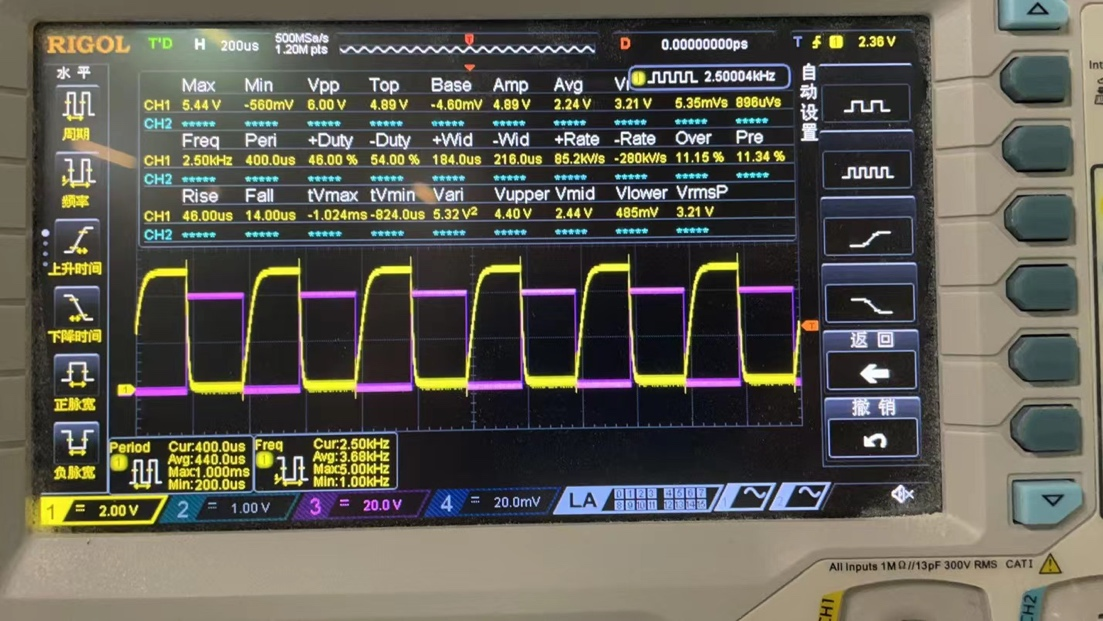 RIGOL T'D H 200us 500MSa/s 1.20M pts D 0.00000000ps T 1 2.36 V
水平
周期
频率
上升时间
下降时间
正脉宽
负脉宽
1 2.50004kHz
Max Min Vpp Top Base Amp Avg
CH1 5.44 V -560mV 6.00 V 4.89 V -4.60mV 4.89 V 2.24 V 3.21 V 5.35mVs 896uVs
CH2 ***** ***** ***** ***** ***** ***** ***** ***** ***** *****
Freq Peri +Duty -Duty +Wid -Wid +Rate -Rate Over Pre
CH1 2.50kHz 400.0us 46.00 % 54.00 % 184.0us 216.0us 85.2kV/s -280kV/s 11.15 % 11.34 %
CH2 ***** ***** ***** ***** ***** ***** ***** ***** ***** *****
Rise Fall tVmax tVmin Vari Vupper Vmid Vlower VrmsP
CH1 46.00us 14.00us -1.024ms -824.0us 5.32 V² 4.40 V 2.44 V 485mV 3.21 V
CH2 ***** ***** ***** ***** ***** ***** ***** ***** *****
1
T
Period
1
Cur:400.0us
Avg:440.0us
Max:1.000ms
Min:200.0us
Freq
1
Cur:2.50kHz
Avg:3.68kHz
Max:5.00kHz
Min:1.00kHz
1 = 2.00 V 2 = 1.00 V 3 = 20.0 V 4 = 20.0mV LA
自动设置
返回
撤销
All Inputs 1MΩ//13pF 300V RMS CATI
CH1
CH2